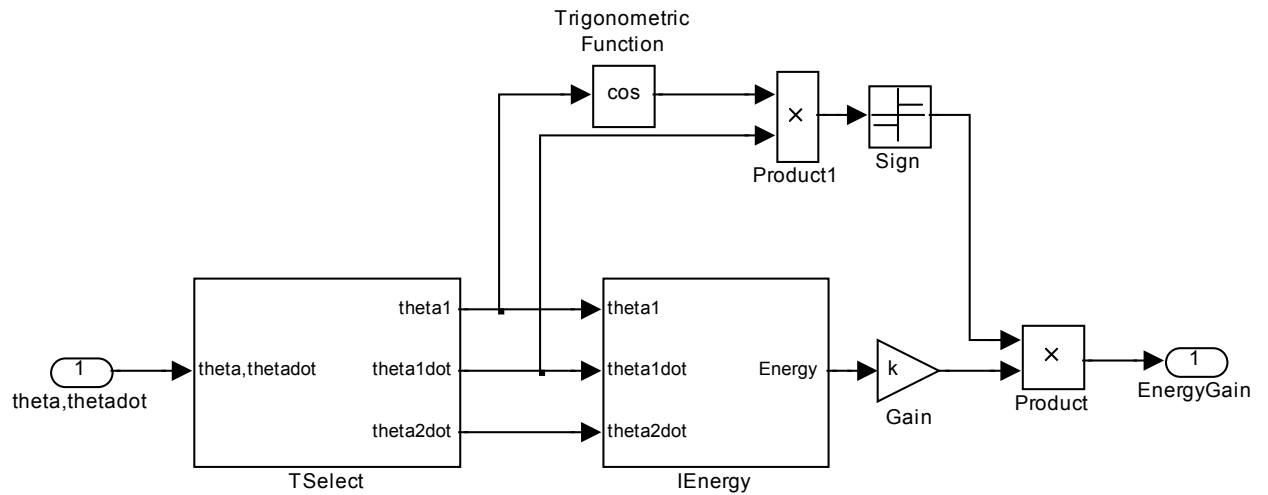 Trigonometric
Function
cos
×
Product1
Sign
theta1
theta1
1
theta,thetadot
theta,thetadot
theta1dot
theta1dot
Energy
k
Gain
×
Product
1
EnergyGain
theta2dot
theta2dot
TSelect
IEnergy